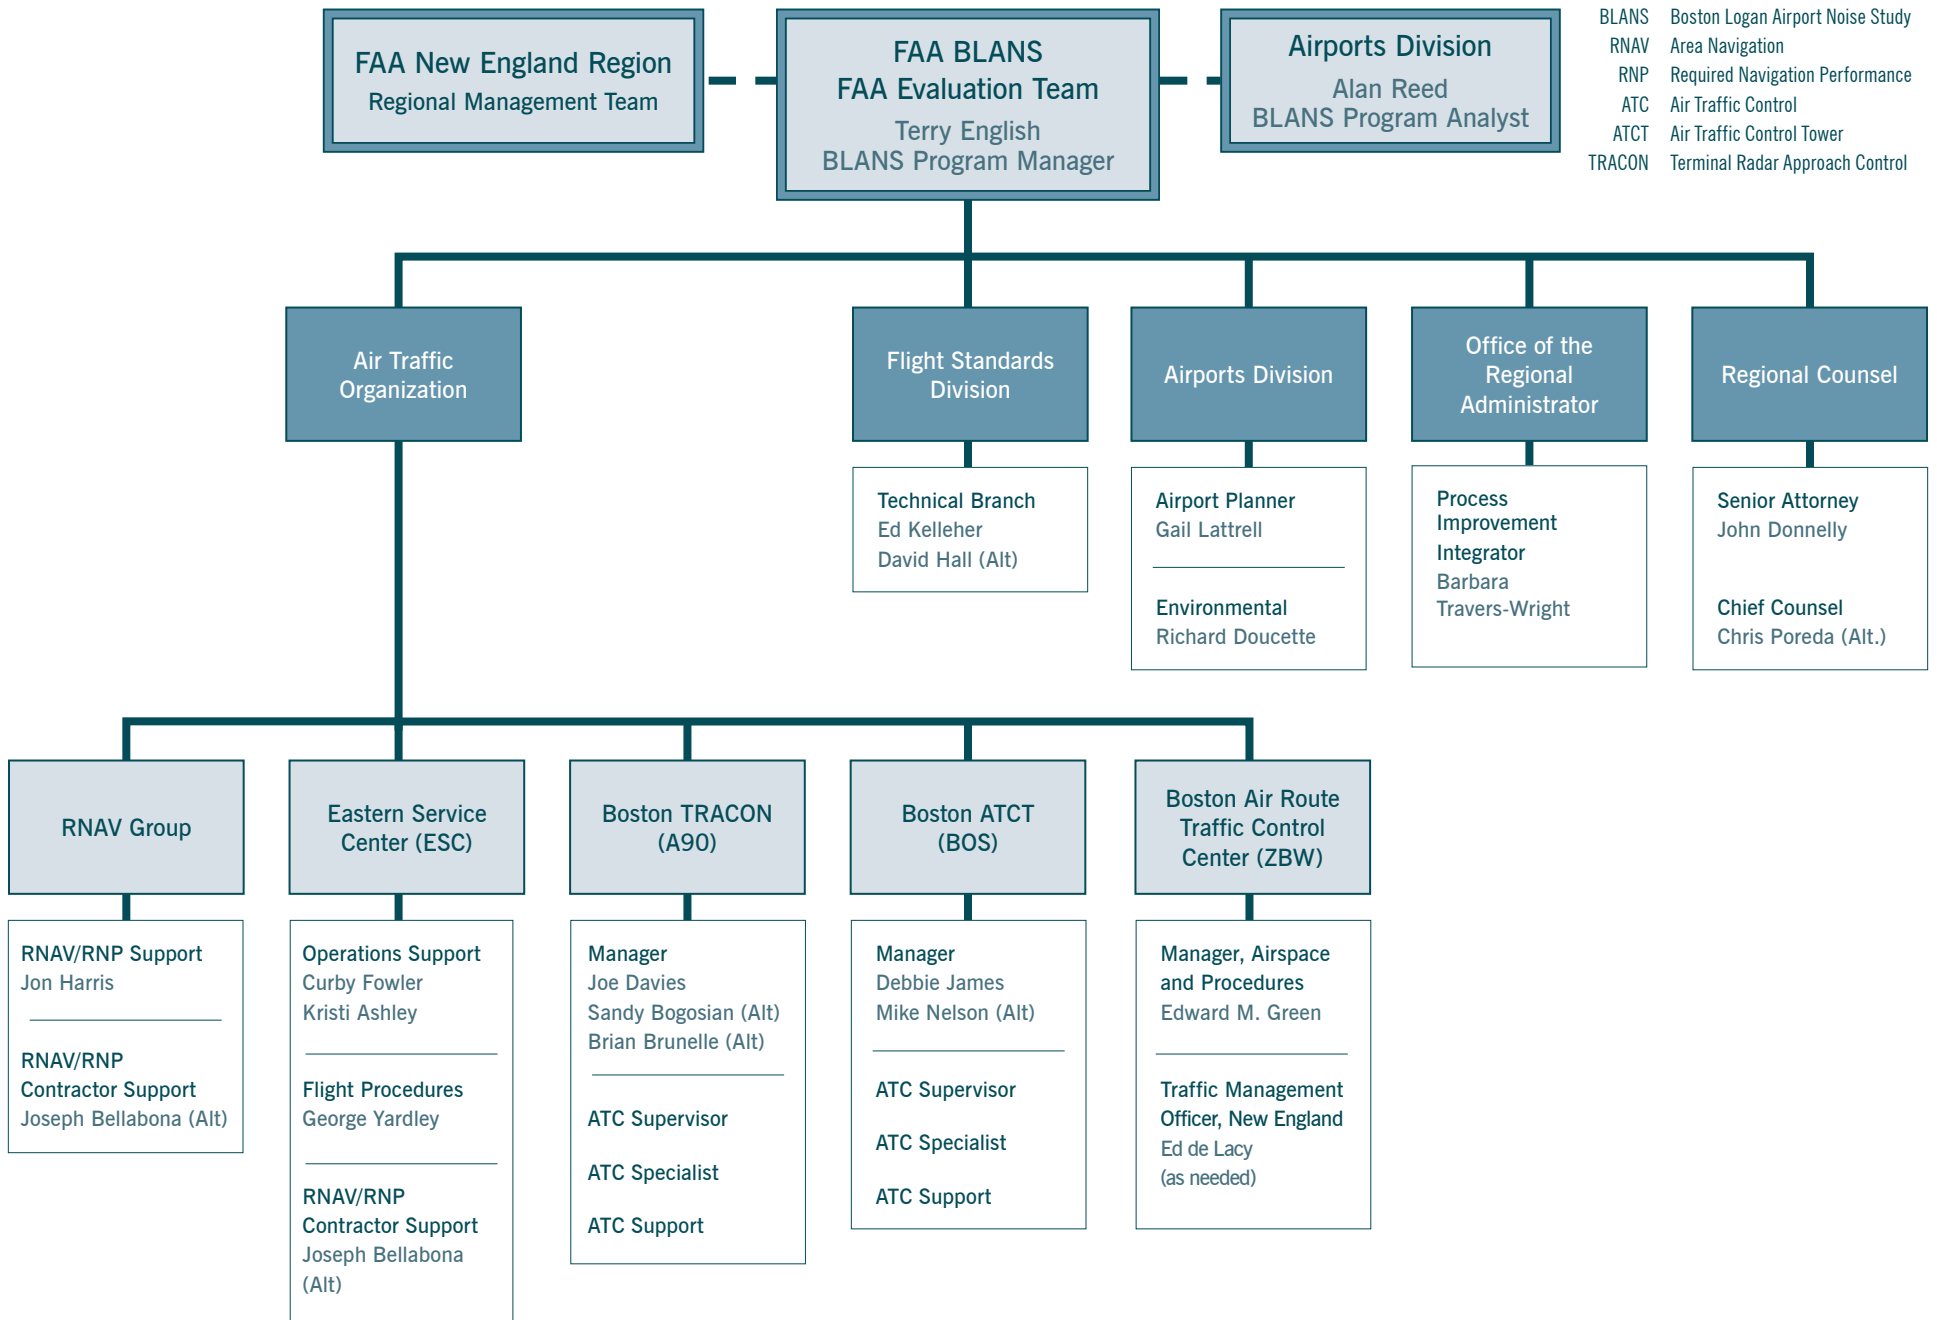 FAA New England Region
Regional Management Team
FAA BLANS
FAA Evaluation Team
Terry English
BLANS Program Manager
Airports Division
Alan Reed
BLANS Program Analyst
BLANS Boston Logan Airport Noise Study
RNAV Area Navigation
RNP Required Navigation Performance
ATC Air Traffic Control
ATCT Air Traffic Control Tower
TRACON Terminal Radar Approach Control
Air Traffic
Organization
Flight Standards
Division
Airports Division
Office of the
Regional
Administrator
Regional Counsel
Technical Branch
Ed Kelleher
David Hall (Alt)
Airport Planner
Gail Lattrell
Environmental
Richard Doucette
Process
Improvement
Integrator
Barbara
Travers-Wright
Senior Attorney
John Donnelly
Chief Counsel
Chris Poreda (Alt.)
RNAV Group
Eastern Service
Center (ESC)
Boston TRACON
(A90)
Boston ATCT
(BOS)
Boston Air Route
Traffic Control
Center (ZBW)
RNAV/RNP Support
Jon Harris
RNAV/RNP
Contractor Support
Joseph Bellabona (Alt)
Operations Support
Curby Fowler
Kristi Ashley
Flight Procedures
George Yardley
RNAV/RNP
Contractor Support
Joseph Bellabona
(Alt)
Manager
Joe Davies
Sandy Bogosian (Alt)
Brian Brunelle (Alt)
ATC Supervisor
ATC Specialist
ATC Support
Manager
Debbie James
Mike Nelson (Alt)
ATC Supervisor
ATC Specialist
ATC Support
Manager, Airspace
and Procedures
Edward M. Green
Traffic Management
Officer, New England
Ed de Lacy
(as needed)